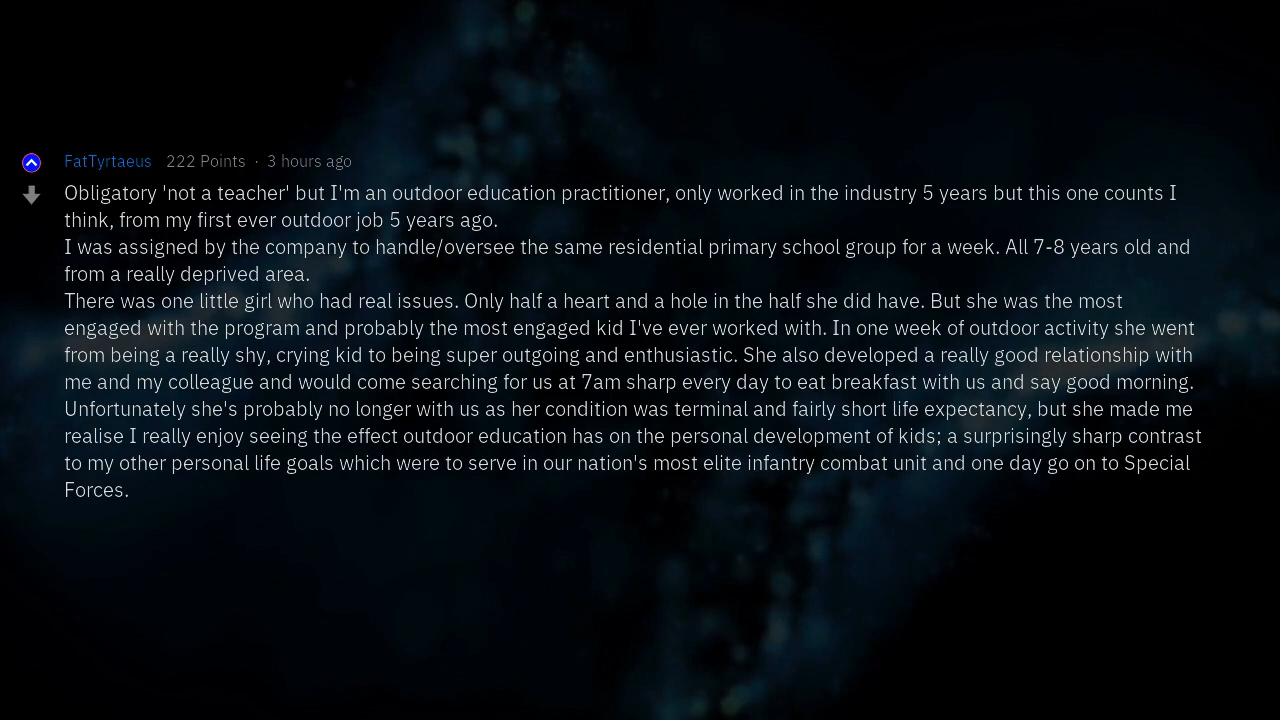 FatTyrtaeus 222 Points · 3 hours ago
Obligatory 'not a teacher' but I'm an outdoor education practitioner, only worked in the industry 5 years but this one counts I
think, from my first ever outdoor job 5 years ago.
I was assigned by the company to handle/oversee the same residential primary school group for a week. All 7-8 years old and
from a really deprived area.
There was one little girl who had real issues. Only half a heart and a hole in the half she did have. But she was the most
engaged with the program and probably the most engaged kid I've ever worked with. In one week of outdoor activity she went
from being a really shy, crying kid to being super outgoing and enthusiastic. She also developed a really good relationship with
me and my colleague and would come searching for us at 7am sharp every day to eat breakfast with us and say good morning.
Unfortunately she's probably no longer with us as her condition was terminal and fairly short life expectancy, but she made me
realise I really enjoy seeing the effect outdoor education has on the personal development of kids; a surprisingly sharp contrast
to my other personal life goals which were to serve in our nation's most elite infantry combat unit and one day go on to Special
Forces.